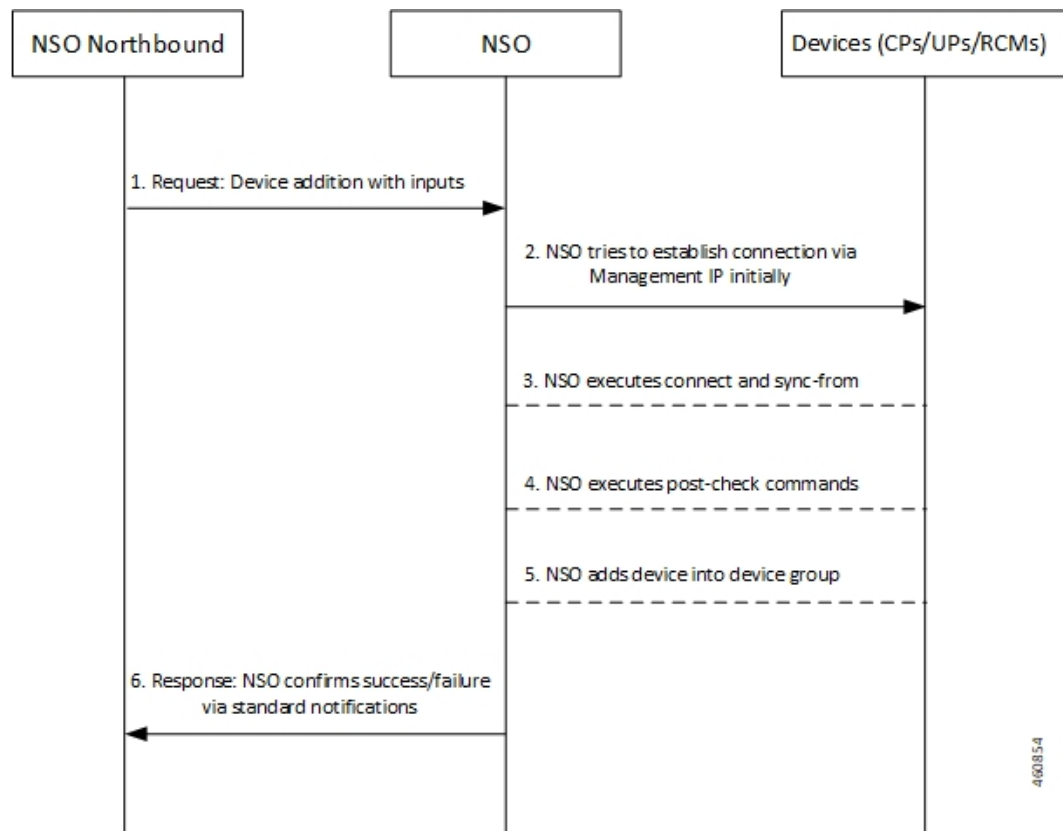 NSO Northbound
NSO
Devices (CPs/UPs/RCMs)
1. Request: Device addition with inputs
2. NSO tries to establish connection via
Management IP initially
3. NSO executes connect and sync-from
4. NSO executes post-check commands
5. NSO adds device into device group
6. Response: NSO confirms success/failure
via standard notifications
460854